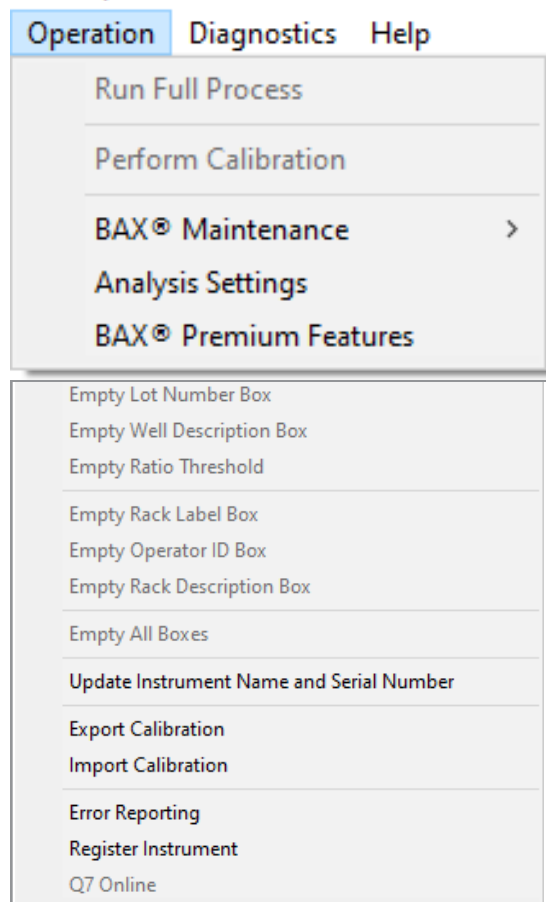 Operation Diagnostics Help
Run Full Process
Perform Calibration
BAX® Maintenance
Analysis Settings
BAX® Premium Features
Empty Lot Number Box
Empty Well Description Box
Empty Ratio Threshold
Empty Rack Label Box
Empty Operator ID Box
Empty Rack Description Box
Empty All Boxes
Update Instrument Name and Serial Number
Export Calibration
Import Calibration
Error Reporting
Register Instrument
Q7 Online